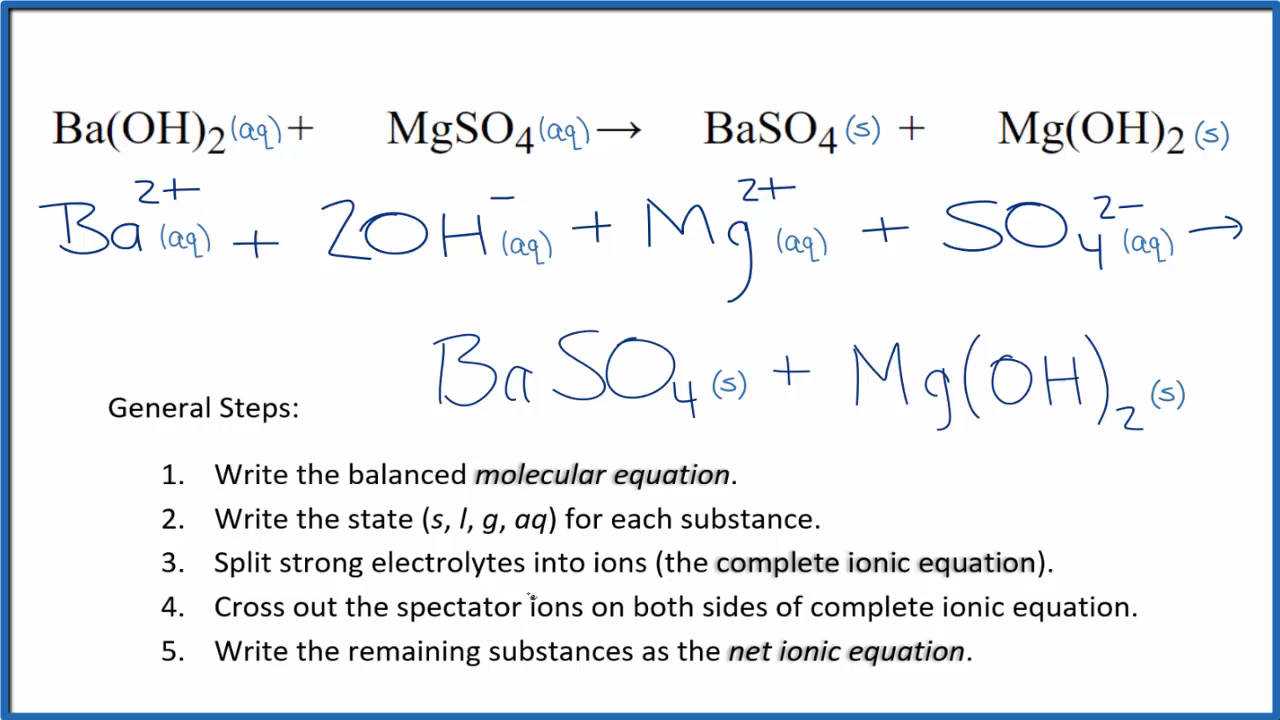 Ba(OH)₂(aq) + MgSO₄(aq) → BaSO₄(s) + Mg(OH)₂(s)
Ba²⁺(aq) + 2OH⁻(aq) + Mg²⁺(aq) + SO₄²⁻(aq) →
BaSO₄(s) + Mg(OH)₂(s)
General Steps:
1. Write the balanced molecular equation.
2. Write the state (s, l, g, aq) for each substance.
3. Split strong electrolytes into ions (the complete ionic equation).
4. Cross out the spectator ions on both sides of complete ionic equation.
5. Write the remaining substances as the net ionic equation.